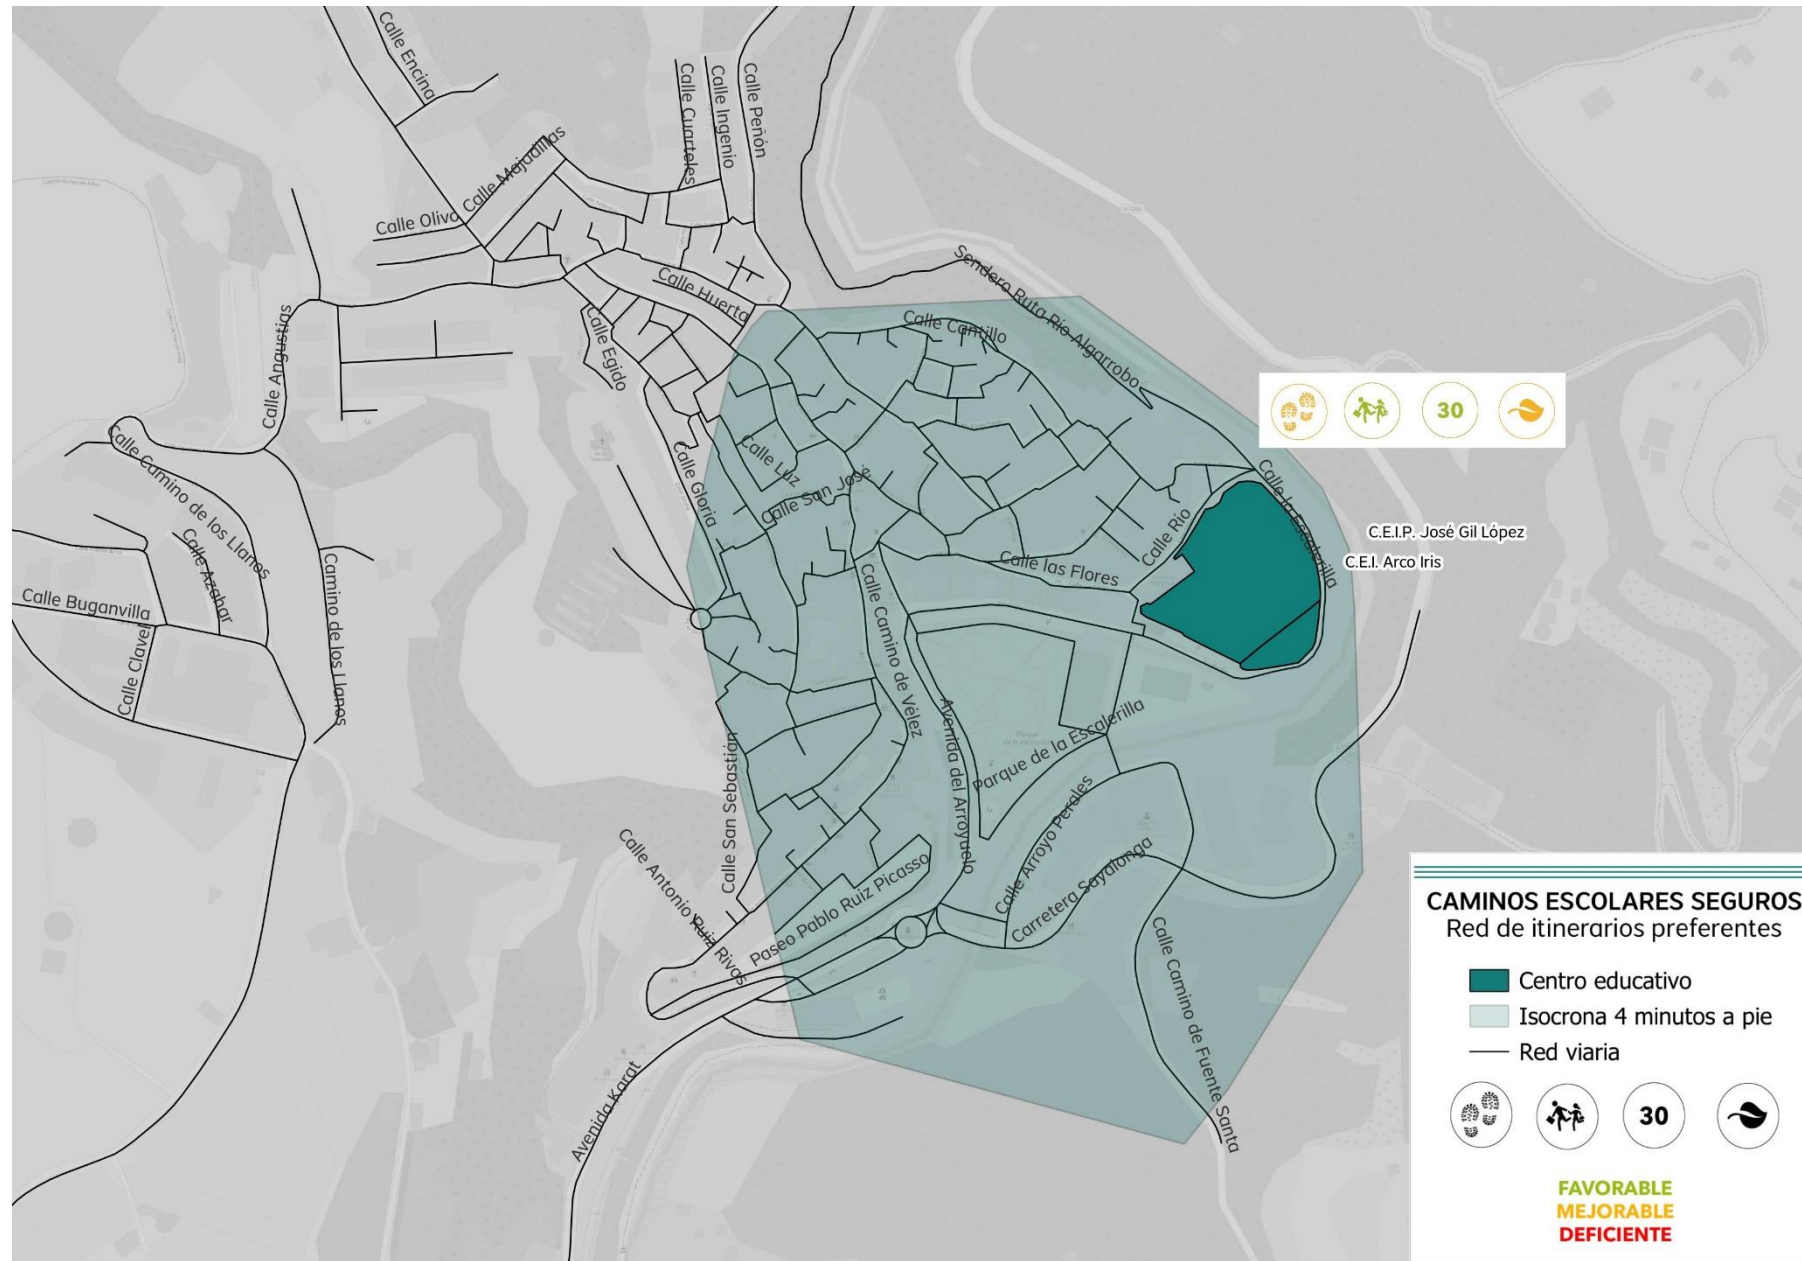 Calle Encina
Calle Cuarteles
Calle Ingenio
Calle Peñón
Calle Majadillas
Calle Olivo
Sendero Ruta Río Algarrobo
Calle Huerta
Calle Cantillo
Calle Egido
Calle Angustias
30
Calle Camino de los Llanos
Calle Luz
Calle Gloria
Calle San José
Calle la Escalerilla
Calle Río
C.E.I.P. José Gil López
C.E.I. Arco Iris
Calle las Flores
Calle Azahar
Camino de los Llanos
Calle Buganvilla
Calle Clavel
Calle Camino de Vélez
Avenida del Arroyuelo
Parque de la Escalerilla
Calle San Sebastián
Calle Arroyo Perales
Carretera Sayalonga
Calle Antonio Ruiz Rivas
Paseo Pablo Ruiz Picasso
Calle Camino de Fuente Santa
Avenida Karat
CAMINOS ESCOLARES SEGUROS
Red de itinerarios preferentes
Centro educativo
Isocrona 4 minutos a pie
Red viaria
30
FAVORABLE
MEJORABLE
DEFICIENTE